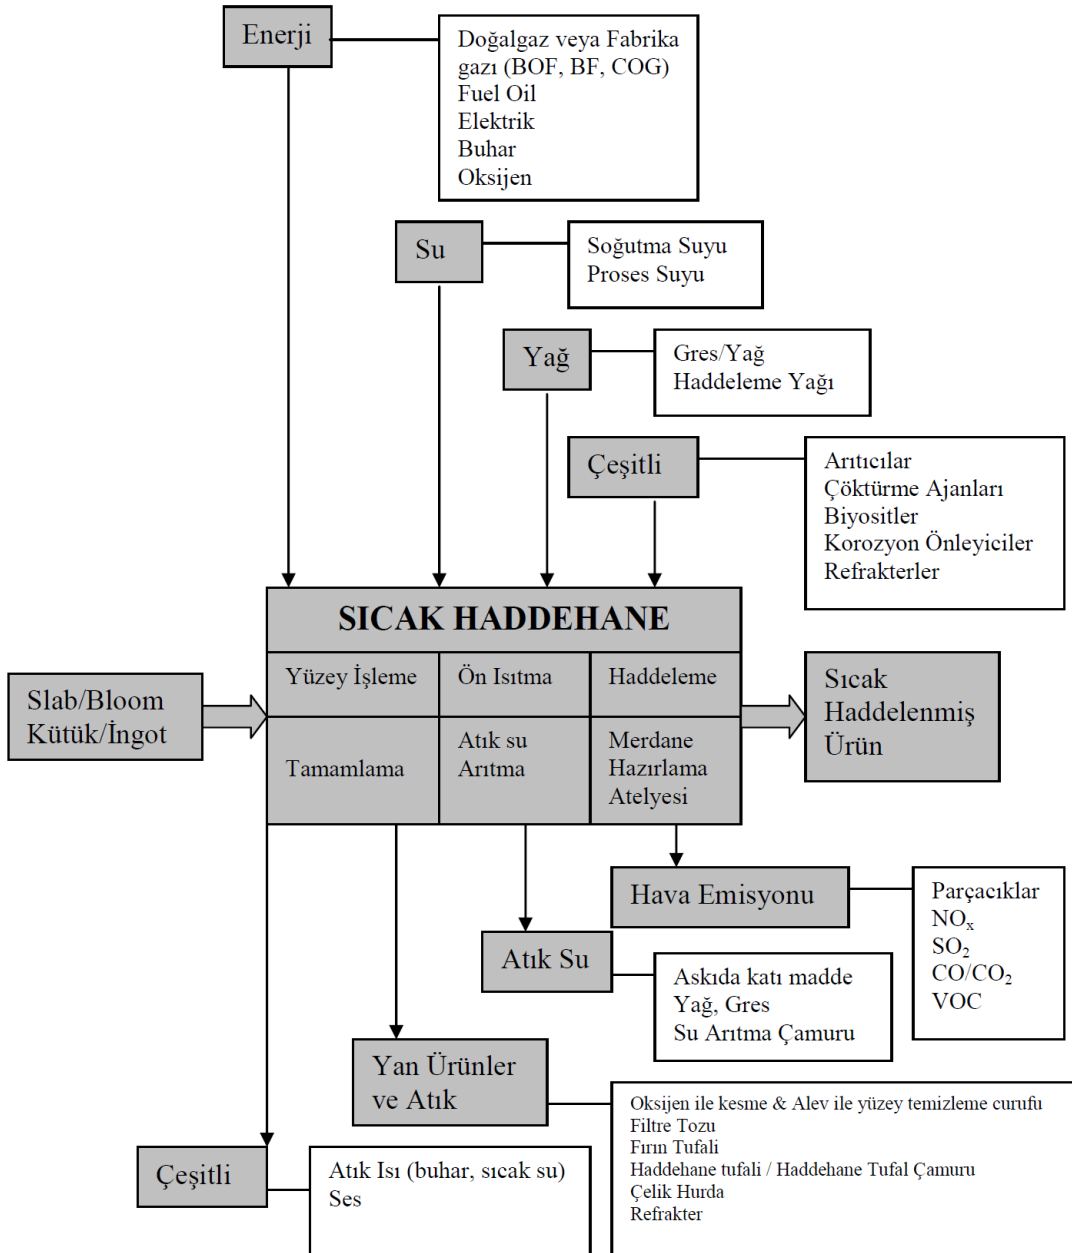 Enerji
Doğalgaz veya Fabrika
gazı (BOF, BF, COG)
Fuel Oil
Elektrik
Buhar
Oksijen
Su
Soğutma Suyu
Proses Suyu
Yağ
Gres/Yağ
Haddeleme Yağı
Çeşitli
Arıtıcılar
Çöktürme Ajanları
Biyositler
Korozyon Önleyiciler
Refrakterler
SICAK HADDEHANE
Yüzey İşleme
Ön Isıtma
Haddeleme
Tamamlama
Atık su
Arıtma
Merdane
Hazırlama
Atelyesi
Slab/Bloom
Kütük/İngot
Sıcak
Haddelenmiş
Ürün
Hava Emisyonu
Parçacıklar
NOₓ
SO₂
CO/CO₂
VOC
Atık Su
Askıda katı madde
Yağ, Gres
Su Arıtma Çamuru
Yan Ürünler
ve Atık
Oksijen ile kesme & Alev ile yüzey temizleme curufu
Filtre Tozu
Fırın Tufali
Haddehane tufali / Haddehane Tufal Çamuru
Çelik Hurda
Refrakter
Çeşitli
Atık Isı (buhar, sıcak su)
Ses